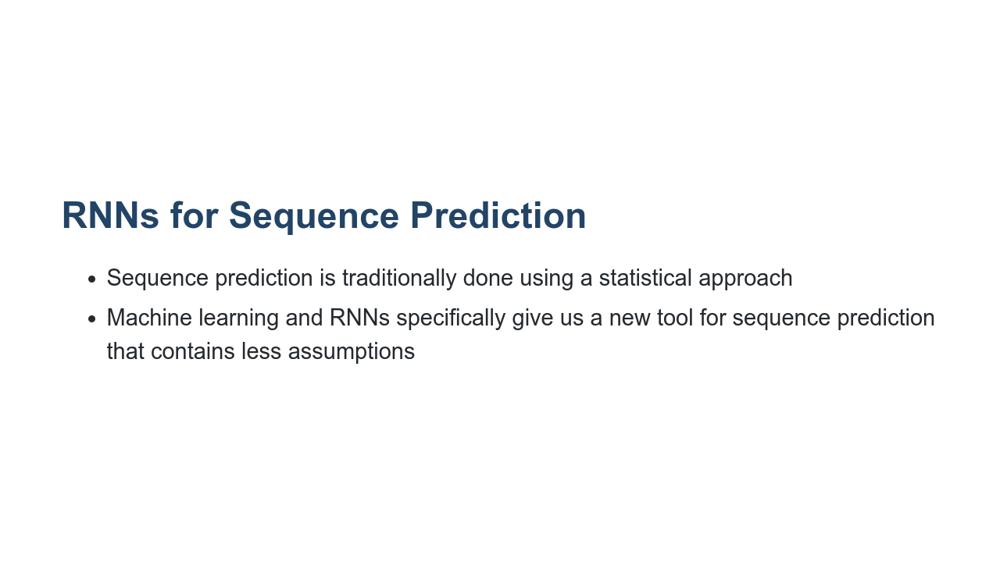 RNNs for Sequence Prediction
• Sequence prediction is traditionally done using a statistical approach
• Machine learning and RNNs specifically give us a new tool for sequence prediction
that contains less assumptions